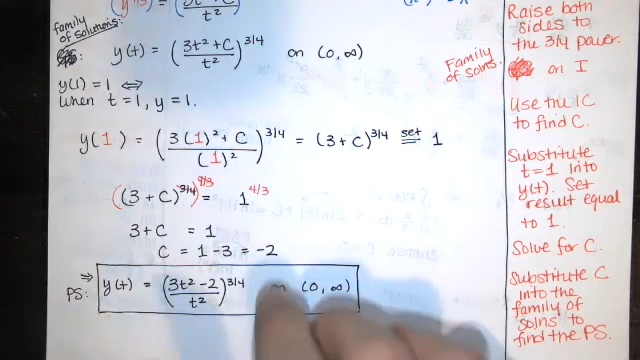 family of solutions:
y(t) = ((3t² + C)/t²)^3/4 on (0, ∞)
Family of solns.
y(1) = 1 ⟺
when t = 1, y = 1.
y(1) = ((3(1)² + C)/(1)²)^3/4 = (3 + C)^3/4 set = 1
((3 + C)^3/4)^4/3 = 1^4/3
3 + C = 1
C = 1 - 3 = -2
⇒
PS: y(t) = ((3t² - 2)/t²)^3/4 (0, ∞)
Raise both
sides to
the 3/4 power.
on I
Use the IC
to find C.
Substitute
t = 1 into
y(t). Set
result equal
to 1.
Solve for C.
Substitute C
into the
family of
solns to
find the PS.